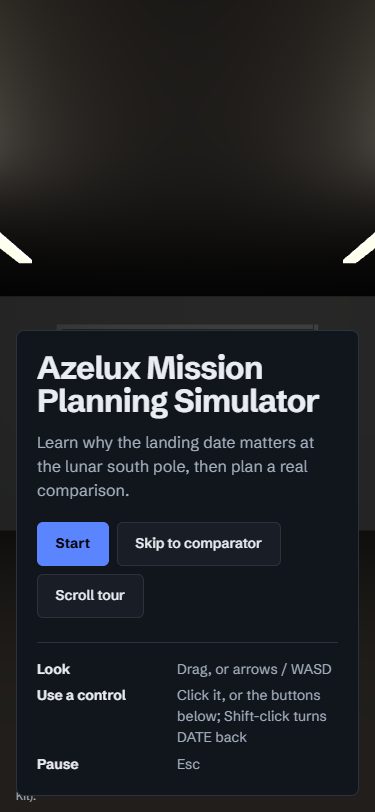 Azelux Mission
Planning Simulator
Learn why the landing date matters at
the lunar south pole, then plan a real
comparison.
Start
Skip to comparator
Scroll tour
Look
Drag, or arrows / WASD
Use a control
Click it, or the buttons
below; Shift-click turns
DATE back
Pause
Esc